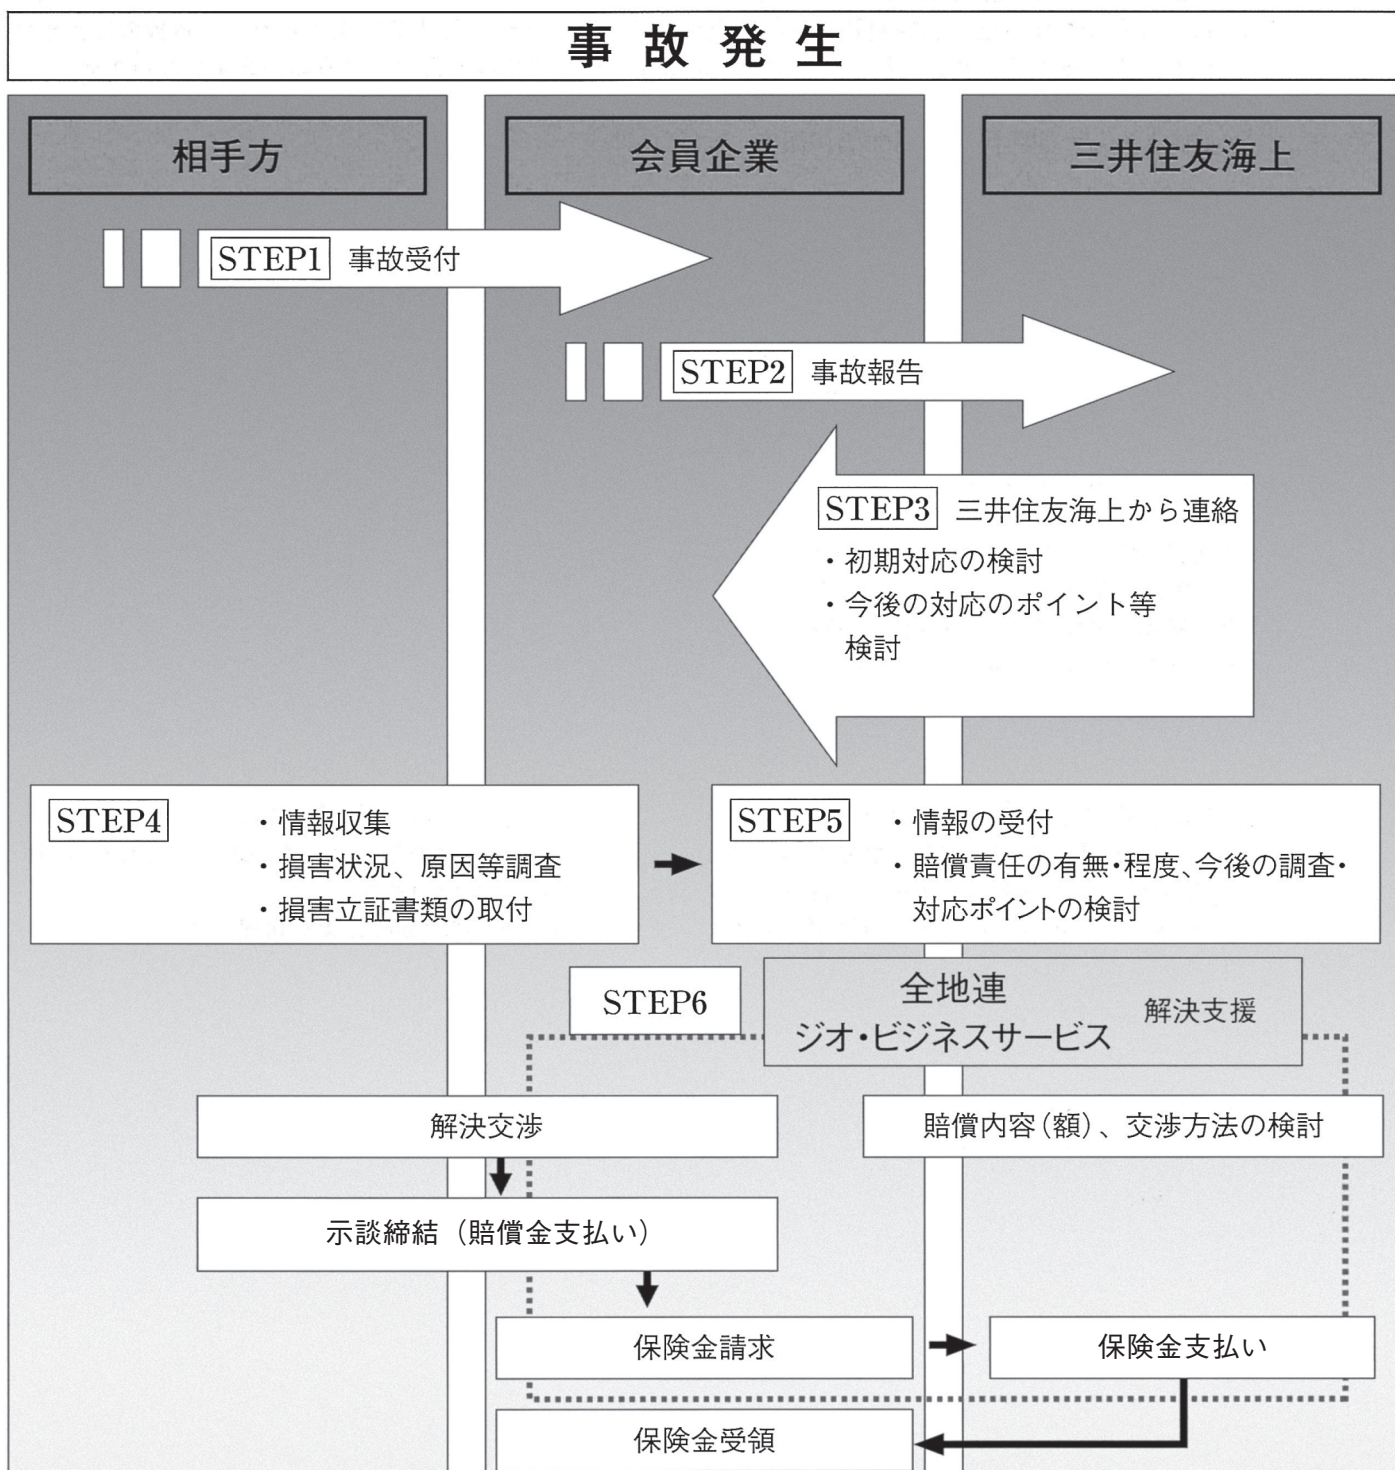 事故発生
相手方
会員企業
三井住友海上
STEP1 事故受付
STEP2 事故報告
STEP3 三井住友海上から連絡
・初期対応の検討
・今後の対応のポイント等
検討
STEP4 ・情報収集
・損害状況、原因等調査
・損害立証書類の取付
STEP5 ・情報の受付
・賠償責任の有無・程度、今後の調査・
対応ポイントの検討
STEP6
全地連
ジオ・ビジネスサービス 解決支援
解決交渉
賠償内容(額)、交渉方法の検討
示談締結(賠償金支払い)
保険金請求
保険金支払い
保険金受領